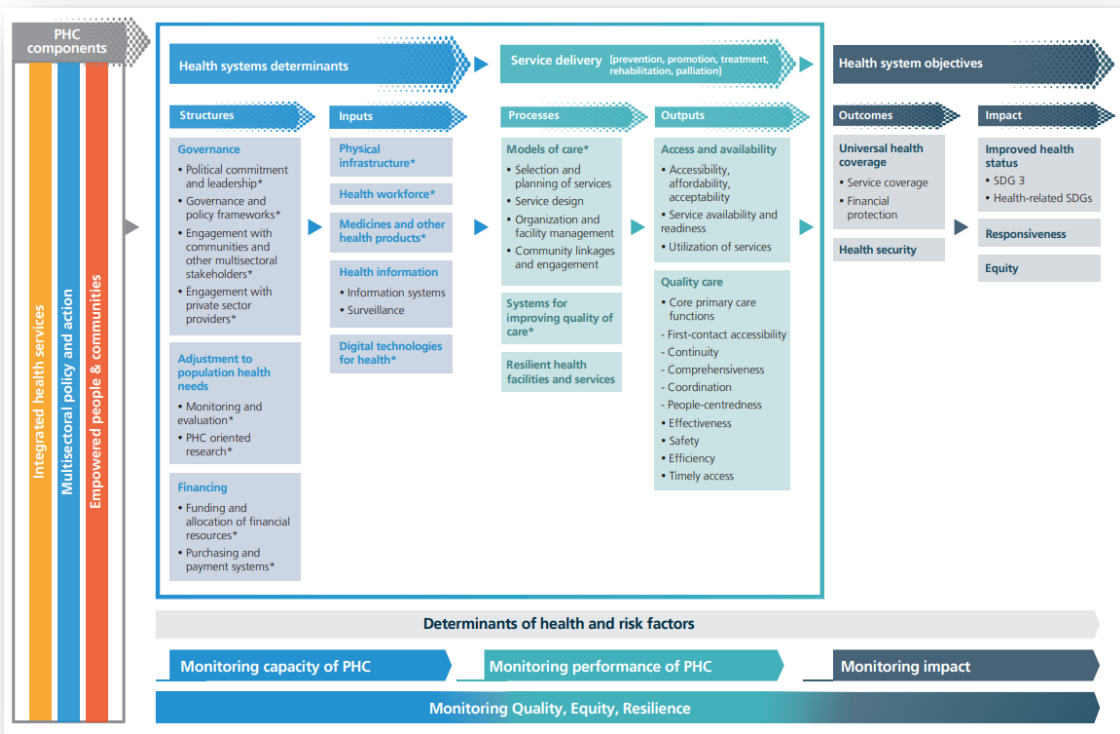 PHC
components
Integrated health services
Multisectoral policy and action
Empowered people & communities
Health systems determinants
Structures
Governance
• Political commitment
and leadership*
• Governance and
policy frameworks*
• Engagement with
communities and
other multisectoral
stakeholders*
• Engagement with
private sector
providers*
Adjustment to
population health
needs
• Monitoring and
evaluation*
• PHC oriented
research*
Financing
• Funding and
allocation of financial
resources*
• Purchasing and
payment systems*
Inputs
Physical
infrastructure*
Health workforce*
Medicines and other
health products*
Health information
• Information systems
• Surveillance
Digital technologies
for health*
Service delivery [prevention, promotion, treatment,
rehabilitation, palliation]
Processes
Models of care*
• Selection and
planning of services
• Service design
• Organization and
facility management
• Community linkages
and engagement
Systems for
improving quality of
care*
Resilient health
facilities and services
Outputs
Access and availability
• Accessibility,
affordability,
acceptability
• Service availability and
readiness
• Utilization of services
Quality care
• Core primary care
functions
- First-contact accessibility
- Continuity
- Comprehensiveness
- Coordination
- People-centredness
• Effectiveness
• Safety
• Efficiency
• Timely access
Health system objectives
Outcomes
Universal health
coverage
• Service coverage
• Financial
protection
Health security
Impact
Improved health
status
• SDG 3
• Health-related SDGs
Responsiveness
Equity
Determinants of health and risk factors
Monitoring capacity of PHC
Monitoring performance of PHC
Monitoring impact
Monitoring Quality, Equity, Resilience